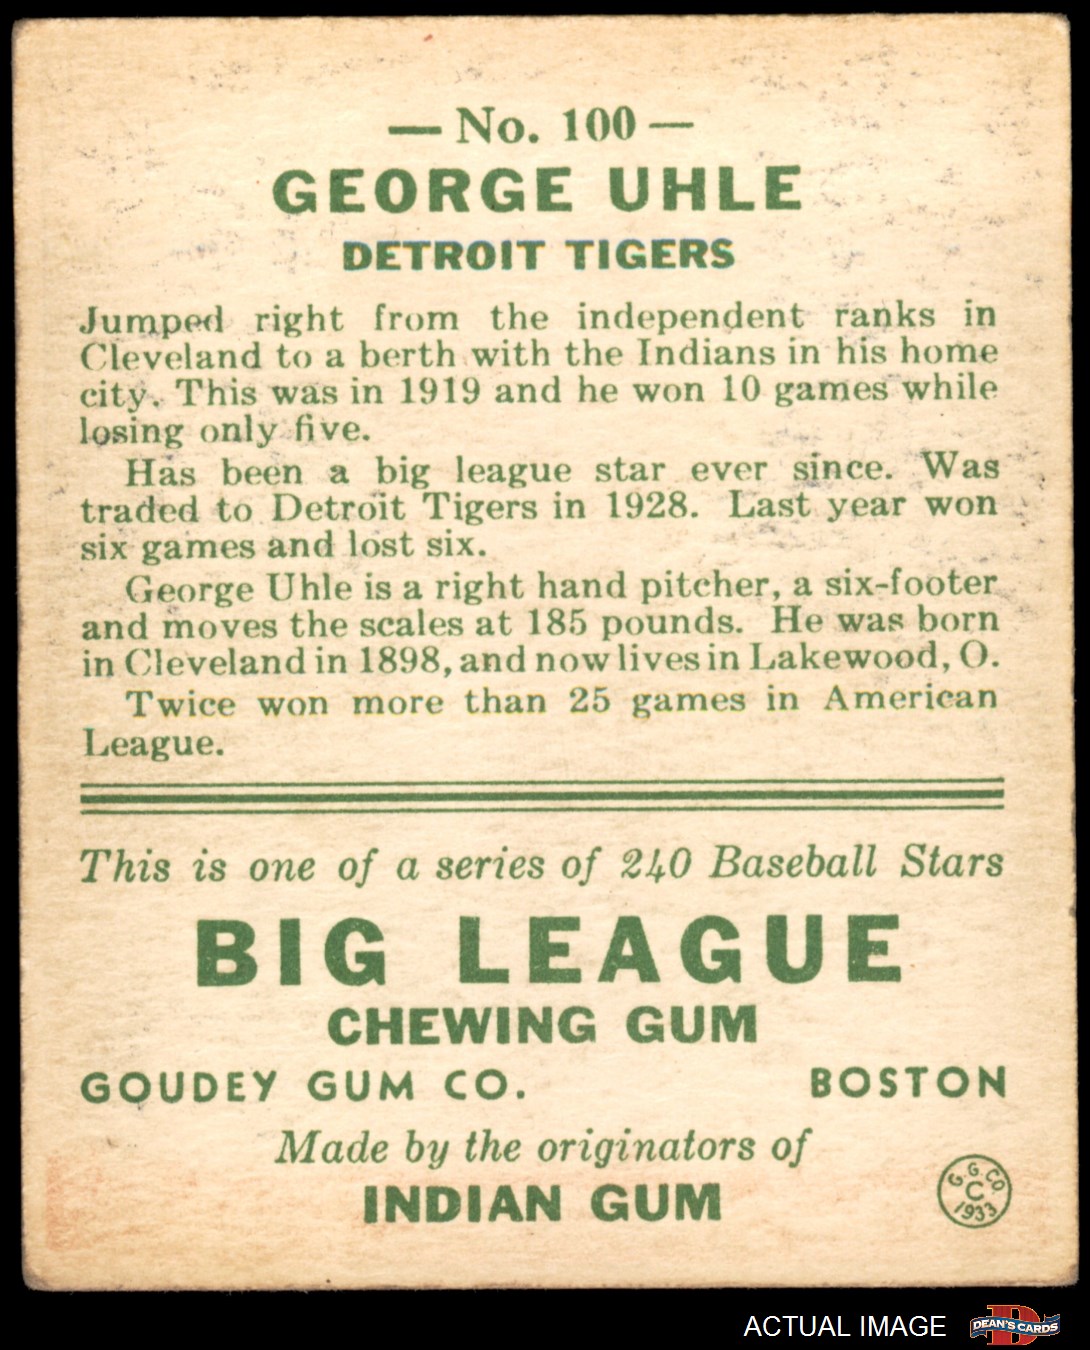 — No. 100 —
GEORGE UHLE
DETROIT TIGERS
Jumped right from the independent ranks in
Cleveland to a berth with the Indians in his home
city. This was in 1919 and he won 10 games while
losing only five.
Has been a big league star ever since. Was
traded to Detroit Tigers in 1928. Last year won
six games and lost six.
George Uhle is a right hand pitcher, a six-footer
and moves the scales at 185 pounds. He was born
in Cleveland in 1898, and now lives in Lakewood, O.
Twice won more than 25 games in American
League.
This is one of a series of 240 Baseball Stars
BIG LEAGUE
CHEWING GUM
GOUDEY GUM CO. BOSTON
Made by the originators of
INDIAN GUM
G. G. CO.
C
1933
ACTUAL IMAGE
D
DEAN'S CARDS